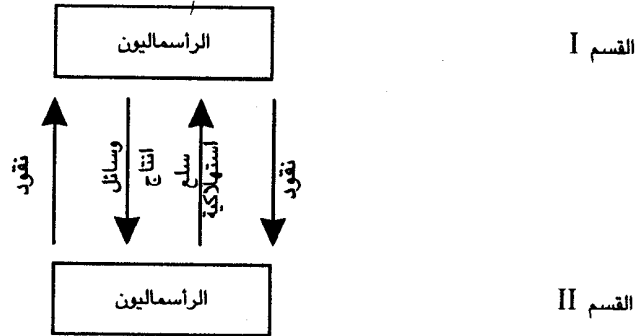 القسم I
الرأسماليون
نقود
وسائل
انتاج
سلع
استهلاكية
نقود
القسم II
الرأسماليون